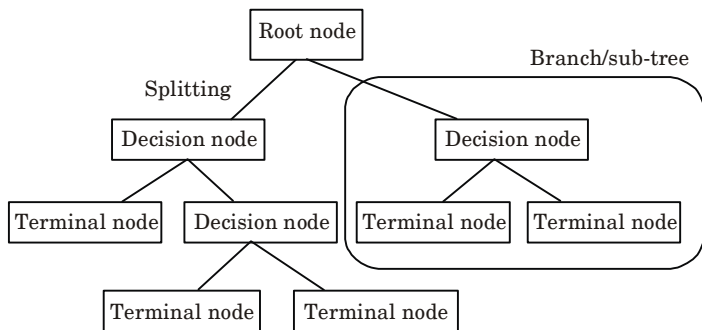 Root node
Branch/sub-tree
Splitting
Decision node
Decision node
Terminal node
Decision node
Terminal node
Terminal node
Terminal node
Terminal node